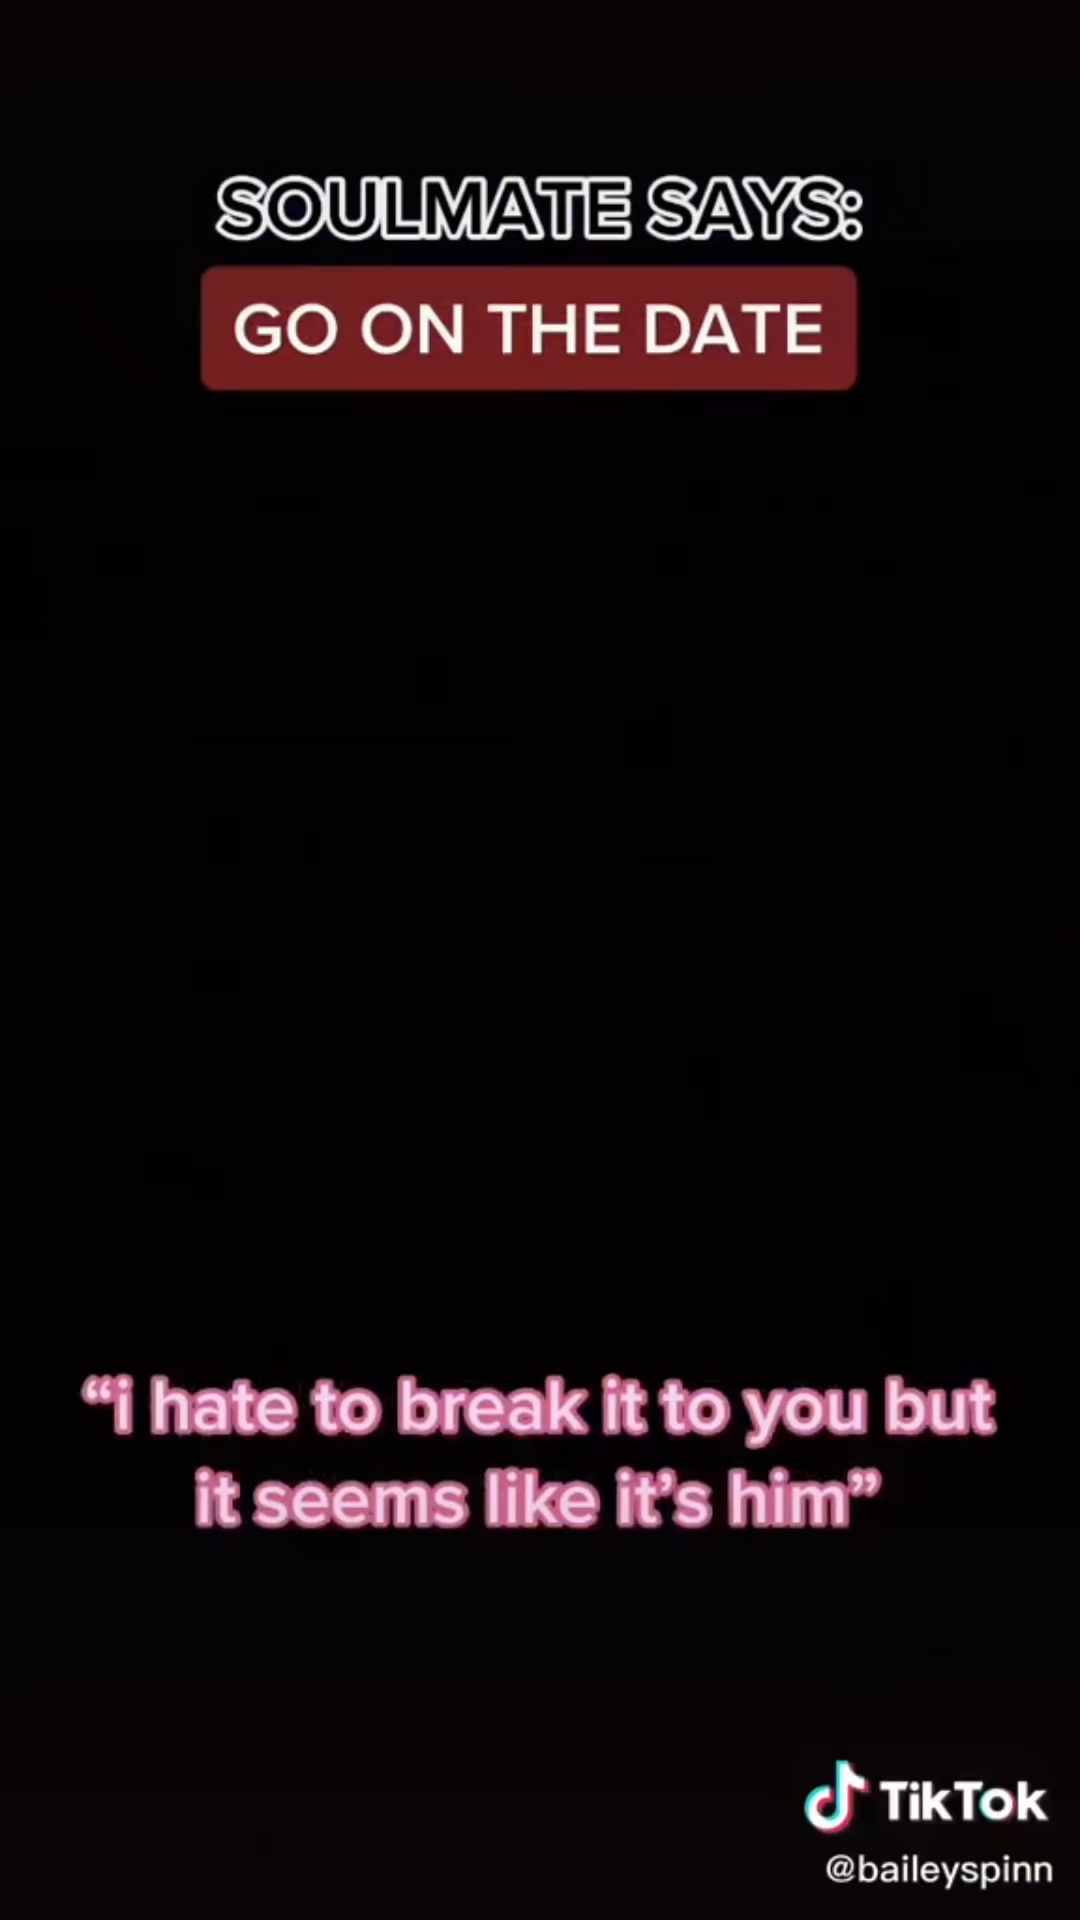 SOULMATE SAYS:
GO ON THE DATE
“i hate to break it to you but
it seems like it’s him”
TikTok
@baileyspinn